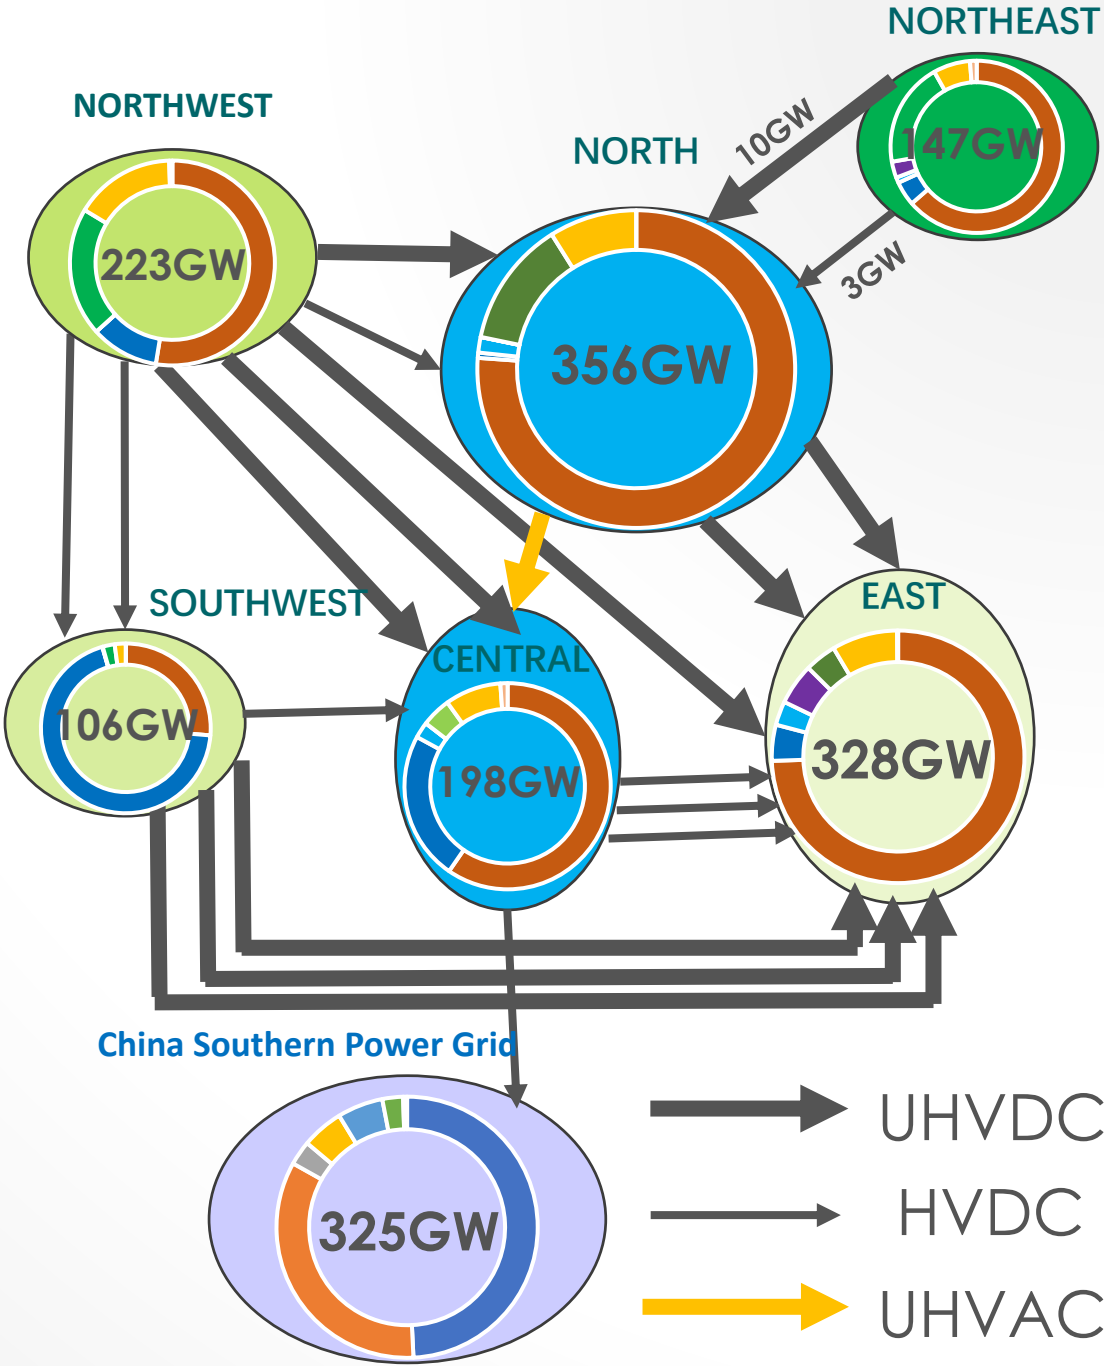 NORTHEAST
NORTHWEST
NORTH
10GW
147GW
223GW
3GW
356GW
SOUTHWEST
EAST
CENTRAL
106GW
198GW
328GW
China Southern Power Grid
UHVDC
325GW
HVDC
UHVAC